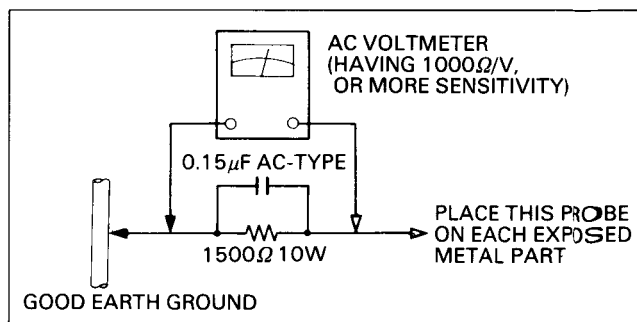 AC VOLTMETER
(HAVING 1000Ω/V,
OR MORE SENSITIVITY)
0.15μF AC-TYPE
1500Ω 10W
PLACE THIS PROBE
ON EACH EXPOSED
METAL PART
GOOD EARTH GROUND